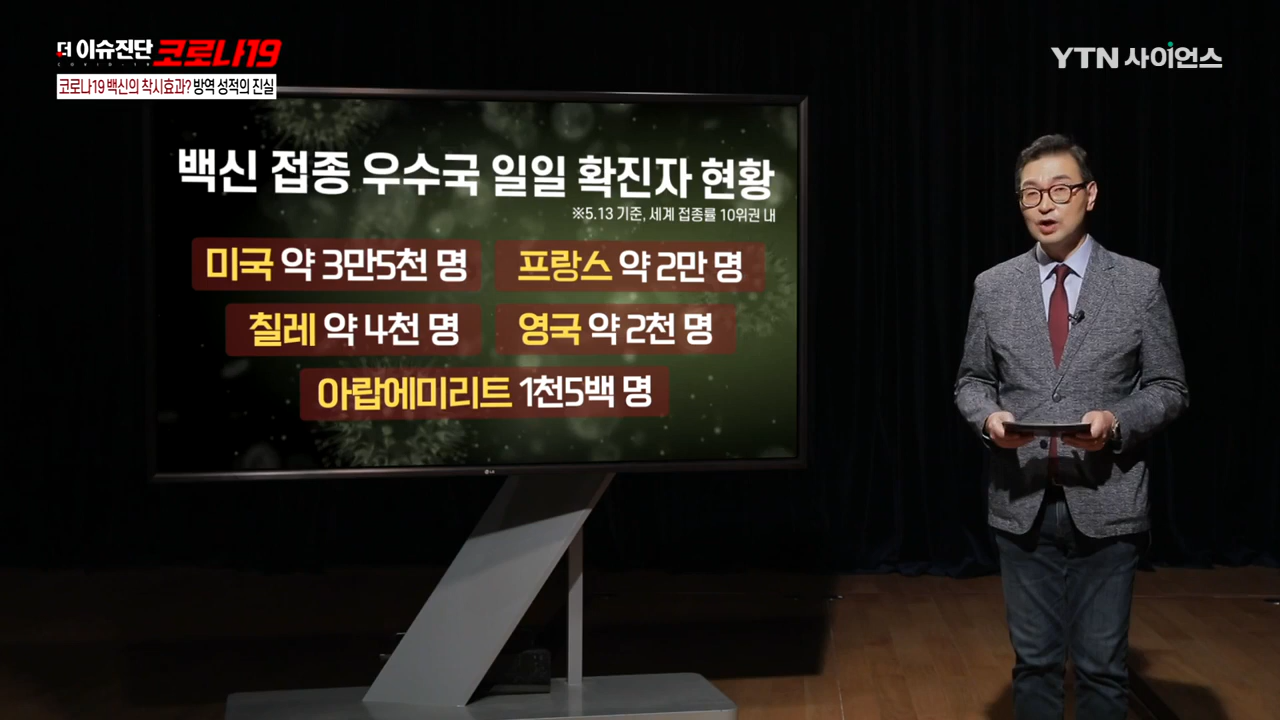 더 이슈진단 코로나19
COVID-19
코로나19 백신의 착시효과? 방역 성적의 진실
YTN 사이언스
백신 접종 우수국 일일 확진자 현황
※5.13 기준, 세계 접종률 10위권 내
미국 약 3만5천 명 프랑스 약 2만 명
칠레 약 4천 명 영국 약 2천 명
아랍에미리트 1천5백 명
LG